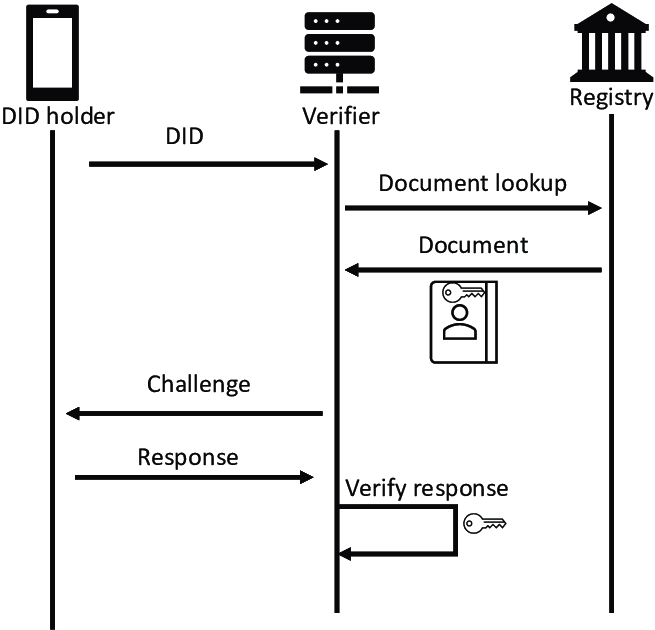 DID holder
Verifier
Registry
DID
Document lookup
Document
Challenge
Response
Verify response